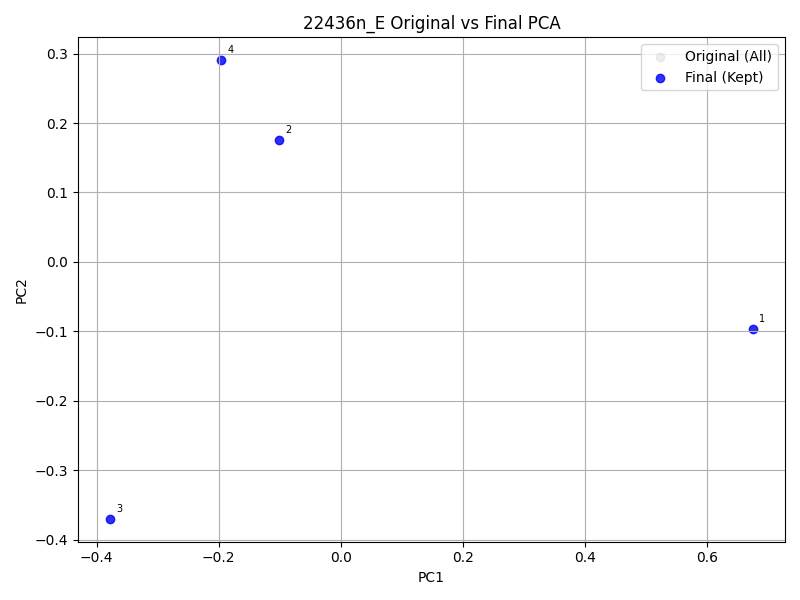 22436n_E Original vs Final PCA
Original (All)
Final (Kept)
4
2
1
3
0.3
0.2
0.1
0.0
−0.1
−0.2
−0.3
−0.4
PC2
−0.4 −0.2 0.0 0.2 0.4 0.6
PC1